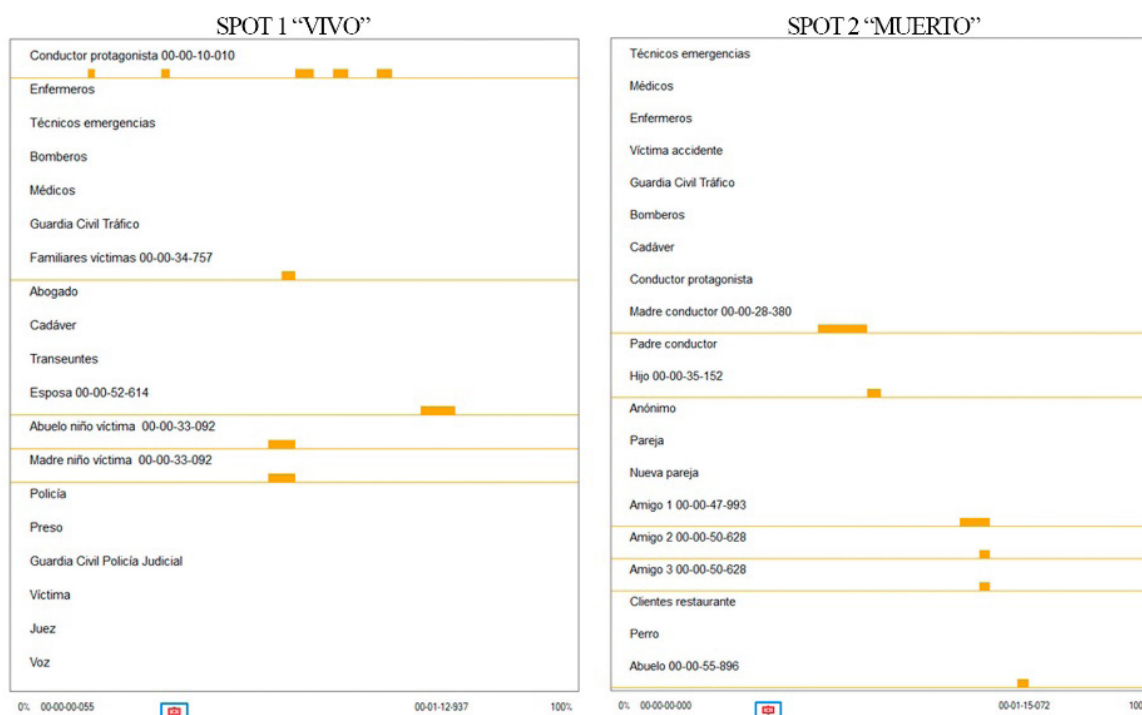 SPOT 1 “VIVO”
Conductor protagonista 00-00-10-010
Enfermeros
Técnicos emergencias
Bomberos
Médicos
Guardia Civil Tráfico
Familiares víctimas 00-00-34-757
Abogado
Cadáver
Transeuntes
Esposa 00-00-52-614
Abuelo niño víctima 00-00-33-092
Madre niño víctima 00-00-33-092
Policía
Preso
Guardia Civil Policía Judicial
Víctima
Juez
Voz
0% 00-00-00-055 00-01-12-937 100%
SPOT 2 “MUERTO”
Técnicos emergencias
Médicos
Enfermeros
Víctima accidente
Guardia Civil Tráfico
Bomberos
Cadáver
Conductor protagonista
Madre conductor 00-00-28-380
Padre conductor
Hijo 00-00-35-152
Anónimo
Pareja
Nueva pareja
Amigo 1 00-00-47-993
Amigo 2 00-00-50-628
Amigo 3 00-00-50-628
Clientes restaurante
Perro
Abuelo 00-00-55-896
0% 00-00-00-000 00-01-15-072 100